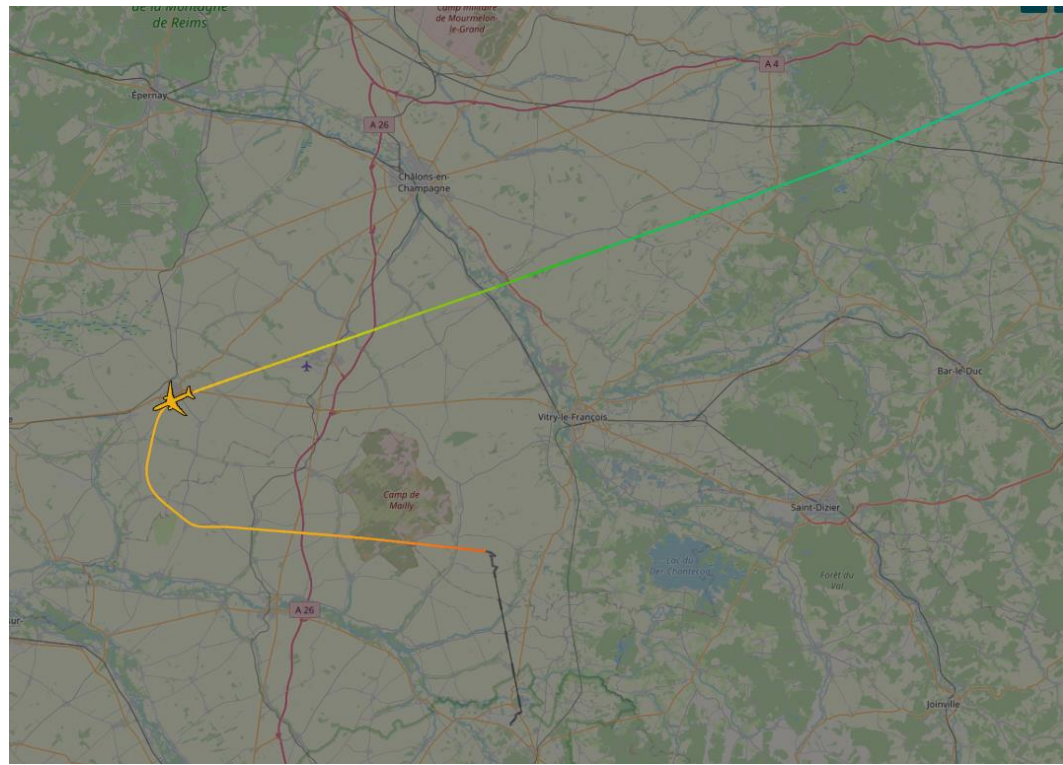 de la Montagne
de Reims
Camp militaire
de Mourmelon-
le-Grand
A 4
Épernay
A 26
Châlons-en-
Champagne
Bar-le-Duc
Vitry-le-François
Camp de
Mailly
Saint-Dizier
Lac du
Der-Chantecoq
Forêt du
Val
A 26
Joinville